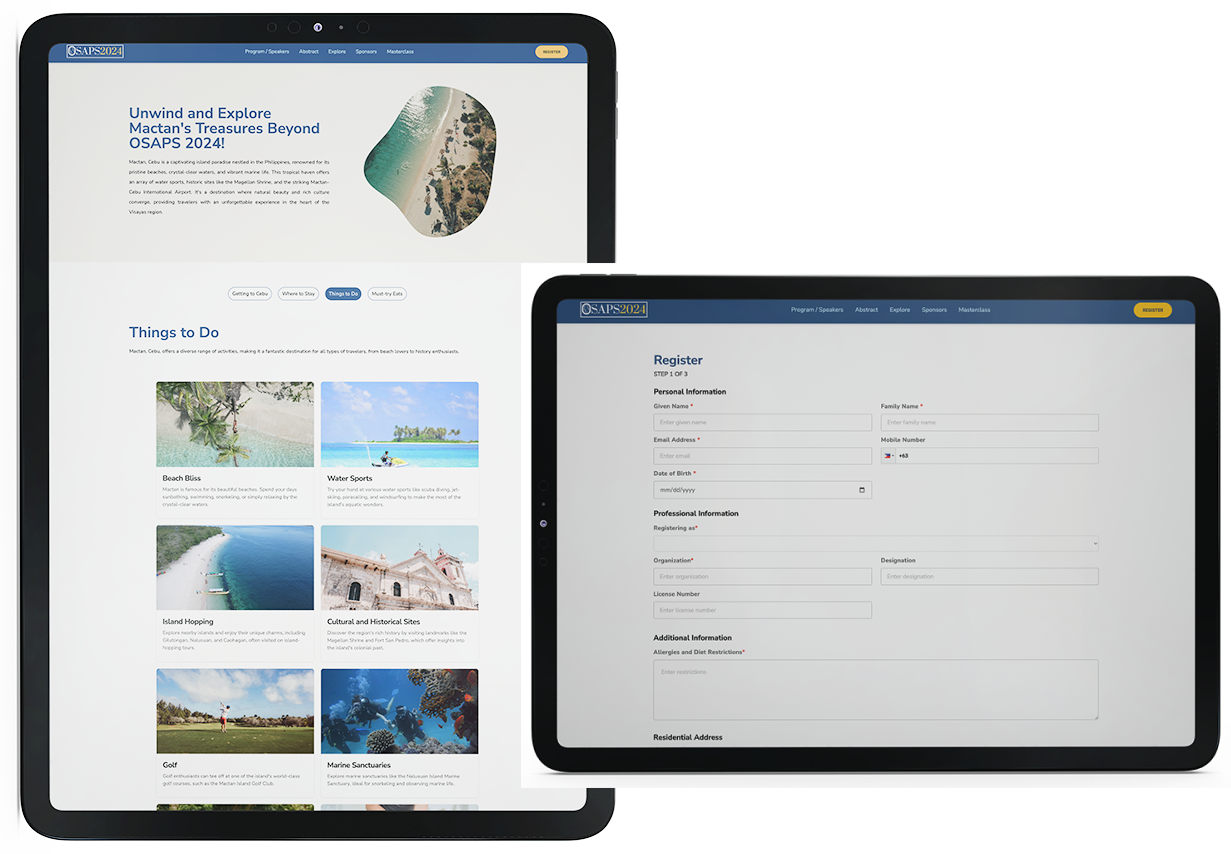 OSAPS2024
Program / Speakers
Abstract
Explore
Sponsors
Masterclass
REGISTER
Unwind and Explore
Mactan's Treasures Beyond
OSAPS 2024!
Mactan, Cebu is a captivating island paradise nestled in the Philippines, renowned for its
pristine beaches, crystal-clear waters, and vibrant marine life. This tropical haven offers
an array of water sports, historic sites like the Magellan Shrine, and the striking Mactan-
Cebu International Airport. It's a destination where natural beauty and rich culture
converge, providing travelers with an unforgettable experience in the heart of the
Visayas region.
Getting to Cebu
Where to Stay
Things to Do
Must-try Eats
Things to Do
Mactan, Cebu, offers a diverse range of activities, making it a fantastic destination for all types of travelers, from beach lovers to history enthusiasts.
Beach Bliss
Mactan is famous for its beautiful beaches. Spend your days
sunbathing, swimming, snorkeling, or simply relaxing by the
crystal-clear waters.
Water Sports
Try your hand at various water sports like scuba diving, jet-
skiing, parasailing, and windsurfing to make the most of the
island's aquatic wonders.
Island Hopping
Explore nearby islands and enjoy their unique charms, including
Gilutongan, Nalusuan, and Caohagan, often visited on island-
hopping tours.
Cultural and Historical Sites
Discover the region's rich history by visiting landmarks like the
Magellan Shrine and Fort San Pedro, which offer insights into
the island's colonial past.
Golf
Golf enthusiasts can tee off at one of the island's world-class
golf courses, such as the Mactan Island Golf Club.
Marine Sanctuaries
Explore marine sanctuaries like the Nalusuan Island Marine
Sanctuary, ideal for snorkeling and observing marine life.
OSAPS2024
Program / Speakers
Abstract
Explore
Sponsors
Masterclass
REGISTER
Register
STEP 1 OF 3
Personal Information
Given Name *
Family Name *
Enter given name
Enter family name
Email Address *
Mobile Number
Enter email
+63
Date of Birth *
mm/dd/yyyy
Professional Information
Registering as*
Organization*
Designation
Enter organization
Enter designation
License Number
Enter license number
Additional Information
Allergies and Diet Restrictions*
Enter restrictions
Residential Address